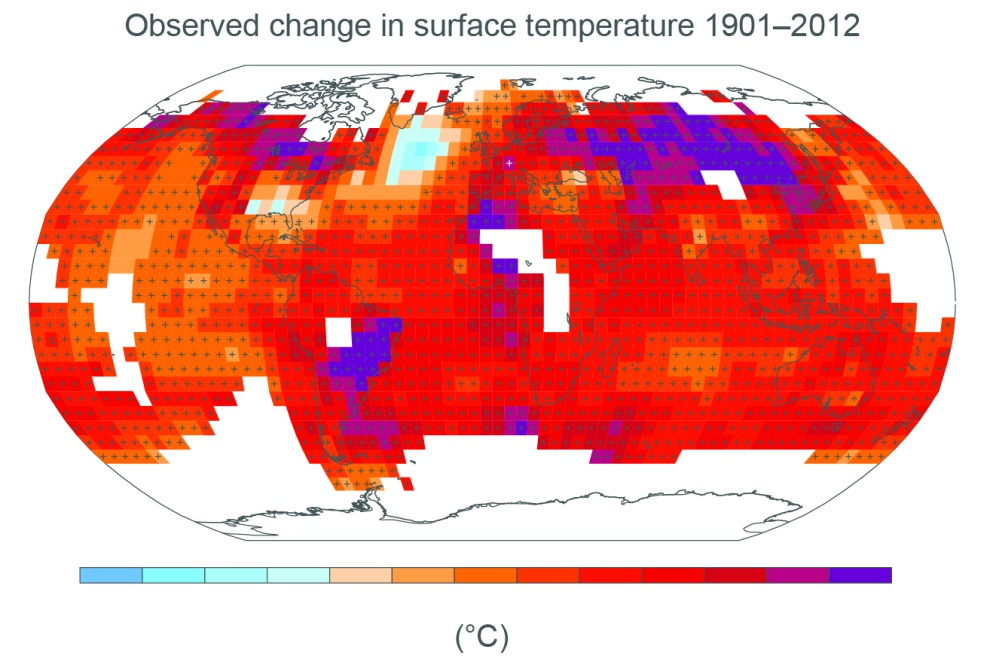 Observed change in surface temperature 1901–2012
(°C)